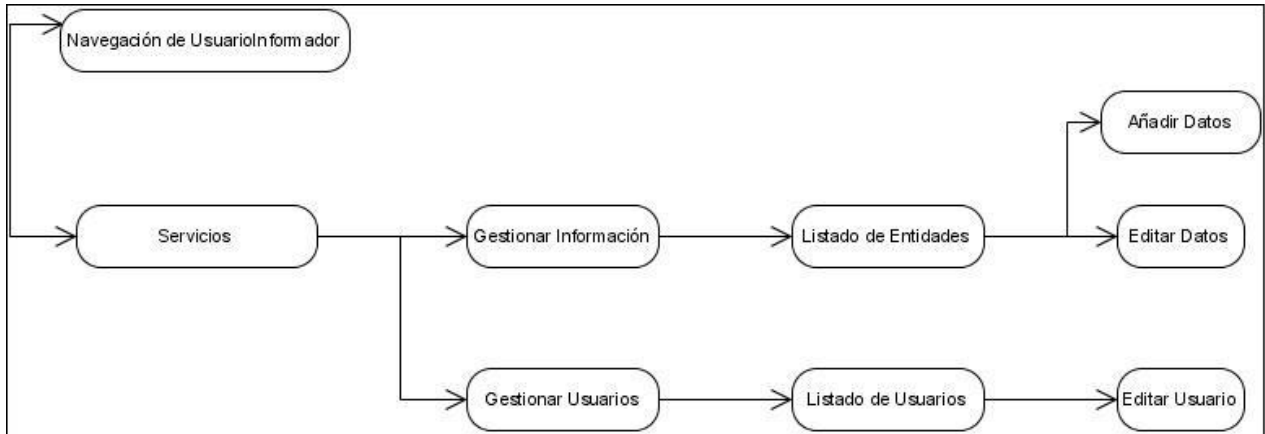 Navegación de UsuarioInformador
Añadir Datos
Servicios
Gestionar Información
Listado de Entidades
Editar Datos
Gestionar Usuarios
Listado de Usuarios
Editar Usuario